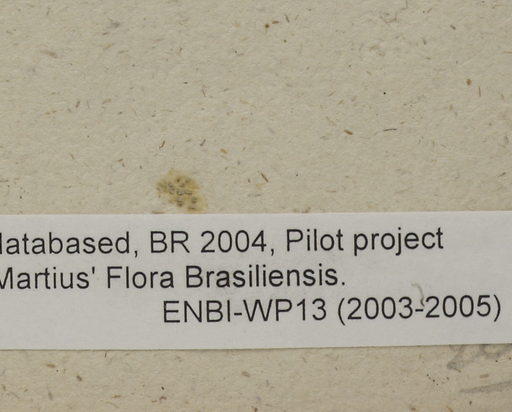 databased, BR 2004, Pilot project
Martius' Flora Brasiliensis.
ENBI-WP13 (2003-2005)